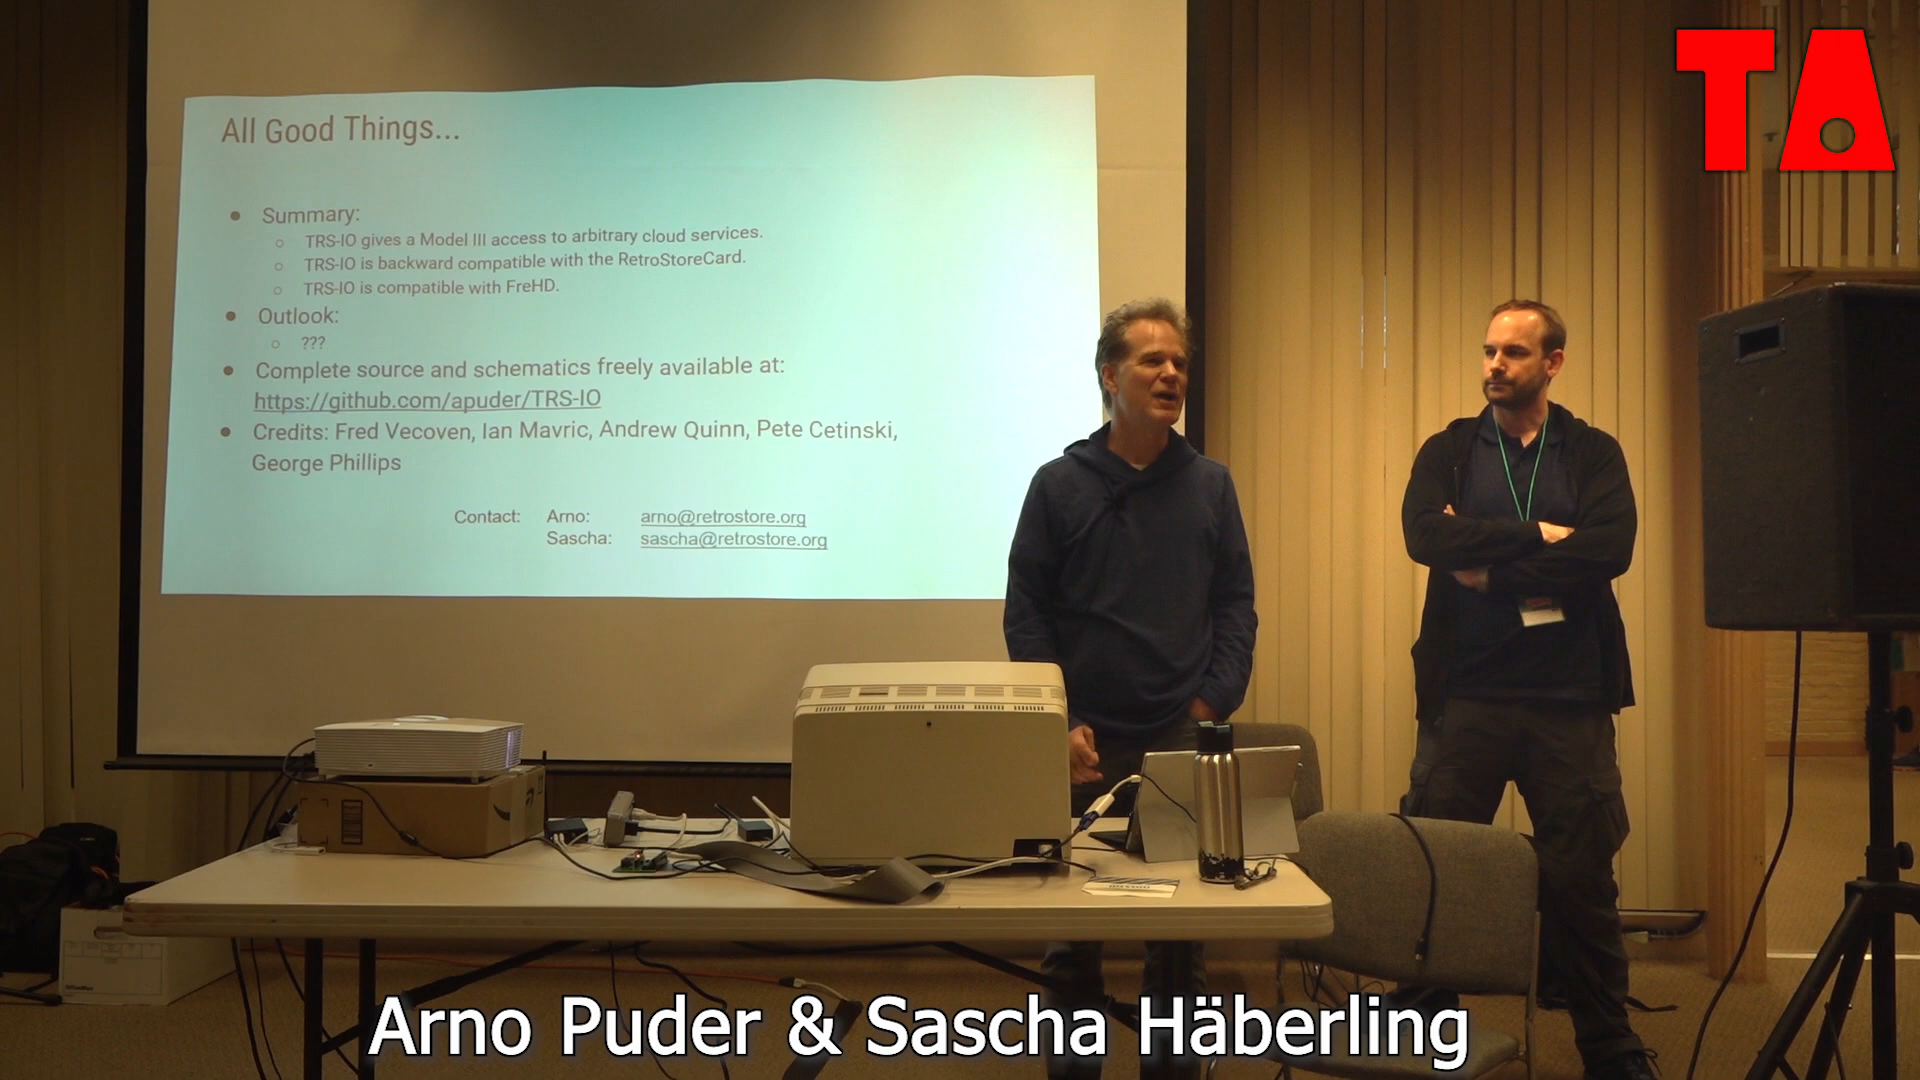 TA
All Good Things...
● Summary:
○ TRS-IO gives a Model III access to arbitrary cloud services.
○ TRS-IO is backward compatible with the RetroStoreCard.
○ TRS-IO is compatible with FreHD.
● Outlook:
○ ???
● Complete source and schematics freely available at:
https://github.com/apuder/TRS-IO
● Credits: Fred Vecoven, Ian Mavric, Andrew Quinn, Pete Cetinski,
George Phillips
Contact: Arno: arno@retrostore.org
Sascha: sascha@retrostore.org
Arno Puder & Sascha Häberling